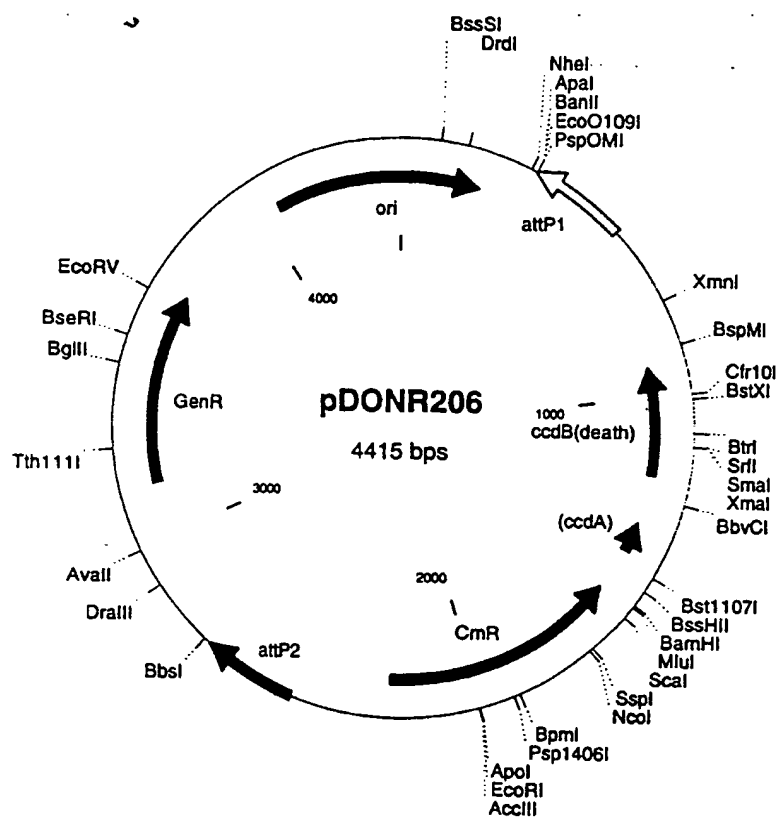 BssSI
DrdI
NheI
ApaI
BanII
EcoO109I
PspOMI
ori
I
attP1
4000
EcoRV
XmnI
BseRI
BspMI
BglII
Cfr10I
BstXI
GenR
pDONR206
1000
ccdB(death)
4415 bps
BtrI
SrfI
SmaI
XmaI
Tth111I
3000
(ccdA)
BbvCI
AvaII
2000
DraIII
CmR
Bst1107I
BssHII
BamHI
MluI
ScaI
attP2
BbsI
SspI
NcoI
BpmI
Psp1406I
ApoI
EcoRI
AccIII